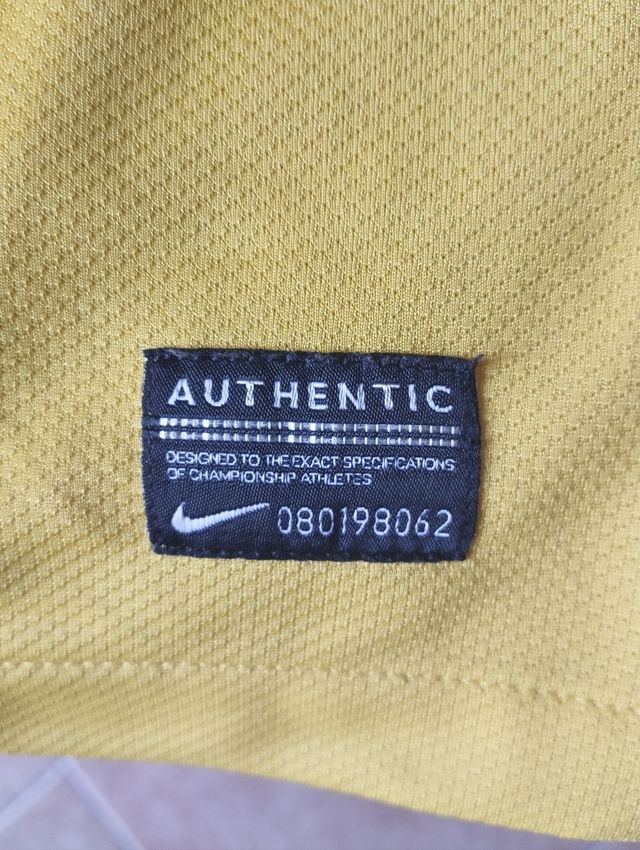 AUTHENTIC
DESIGNED TO THE EXACT SPECIFICATIONS
OF CHAMPIONSHIP ATHLETES
080198062